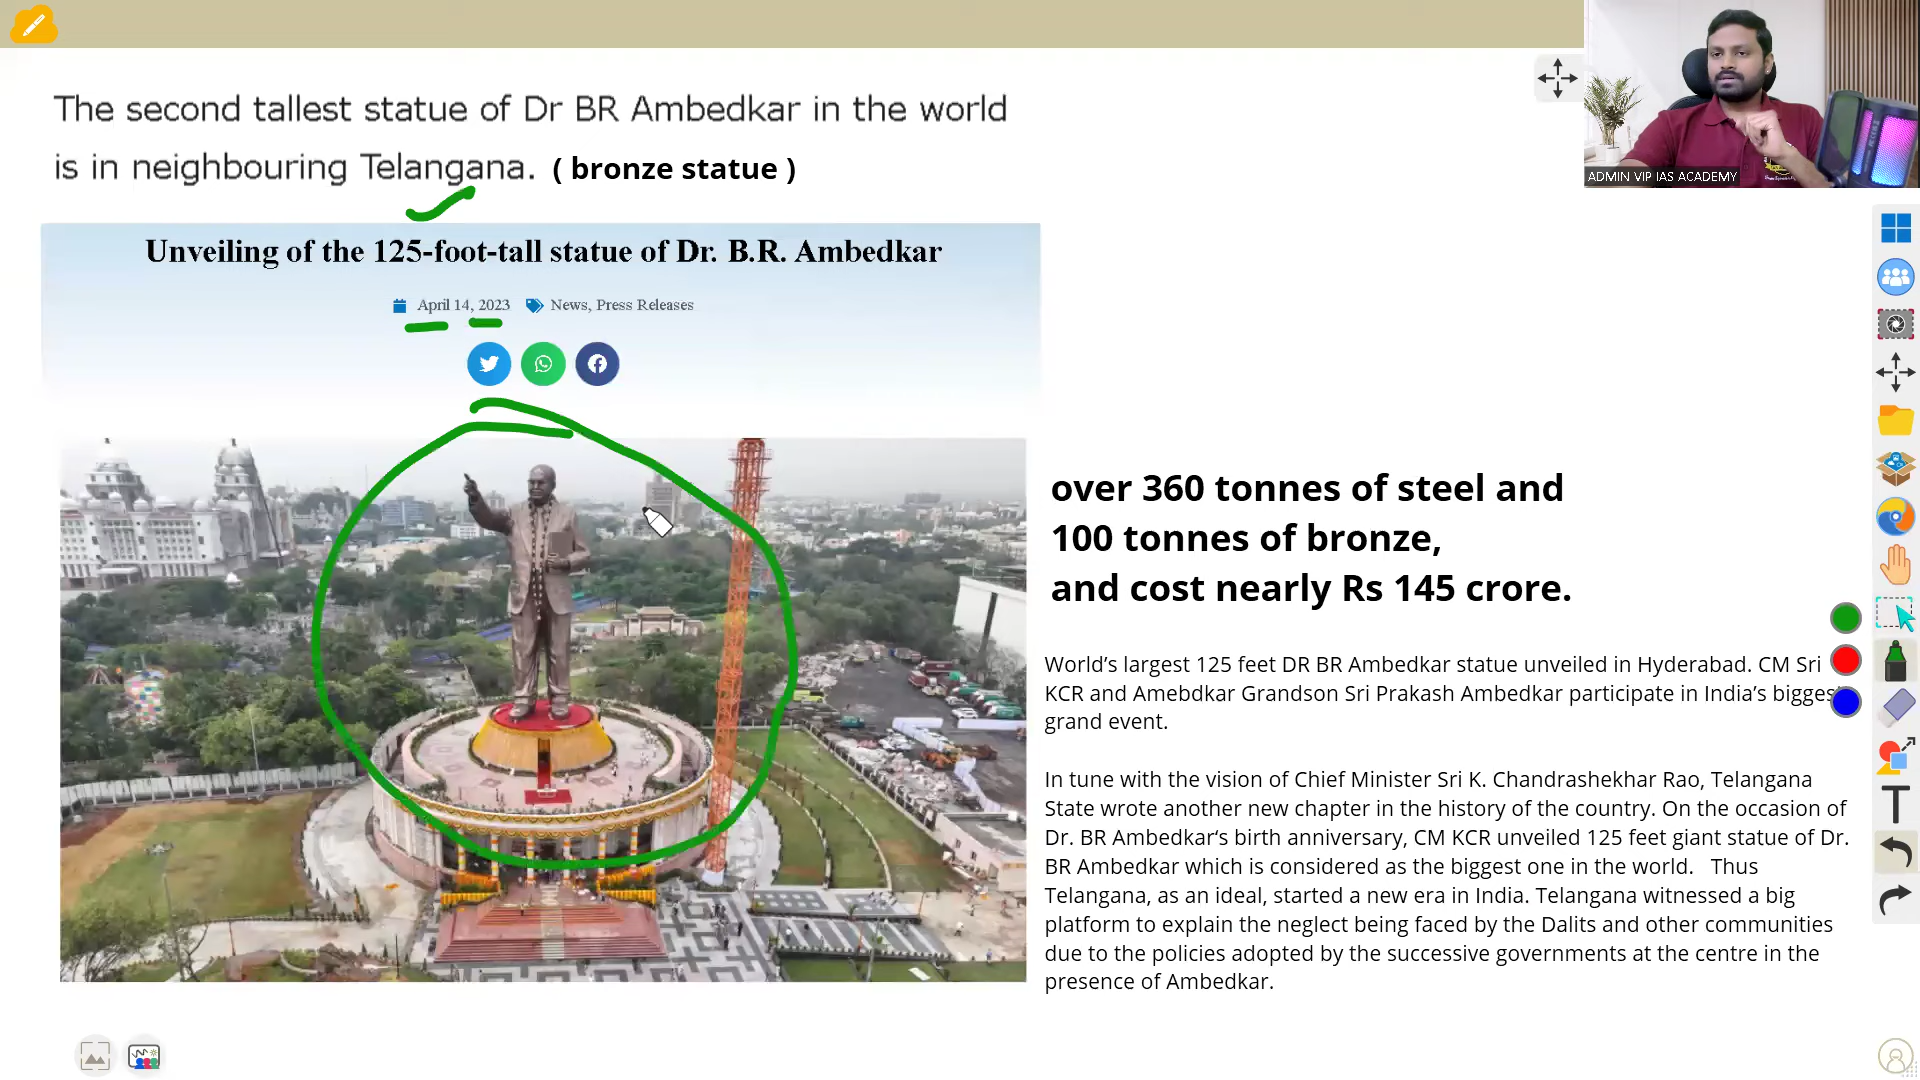 The second tallest statue of Dr BR Ambedkar in the world
is in neighbouring Telangana. ( bronze statue )
Unveiling of the 125-foot-tall statue of Dr. B.R. Ambedkar
April 14, 2023 News, Press Releases
over 360 tonnes of steel and
100 tonnes of bronze,
and cost nearly Rs 145 crore.
World’s largest 125 feet DR BR Ambedkar statue unveiled in Hyderabad. CM Sri
KCR and Amebdkar Grandson Sri Prakash Ambedkar participate in India’s biggest
grand event.
In tune with the vision of Chief Minister Sri K. Chandrashekhar Rao, Telangana
State wrote another new chapter in the history of the country. On the occasion of
Dr. BR Ambedkar‘s birth anniversary, CM KCR unveiled 125 feet giant statue of Dr.
BR Ambedkar which is considered as the biggest one in the world. Thus
Telangana, as an ideal, started a new era in India. Telangana witnessed a big
platform to explain the neglect being faced by the Dalits and other communities
due to the policies adopted by the successive governments at the centre in the
presence of Ambedkar.
ADMIN VIP IAS ACADEMY